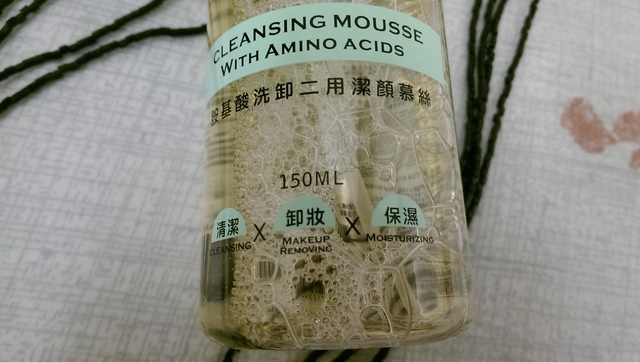 CLEANSING MOUSSE
WITH AMINO ACIDS
胺基酸洗卸二用潔顏慕絲
150ML
清潔 X 卸妝 X 保濕
CLEANSING MAKEUP REMOVING MOISTURIZING